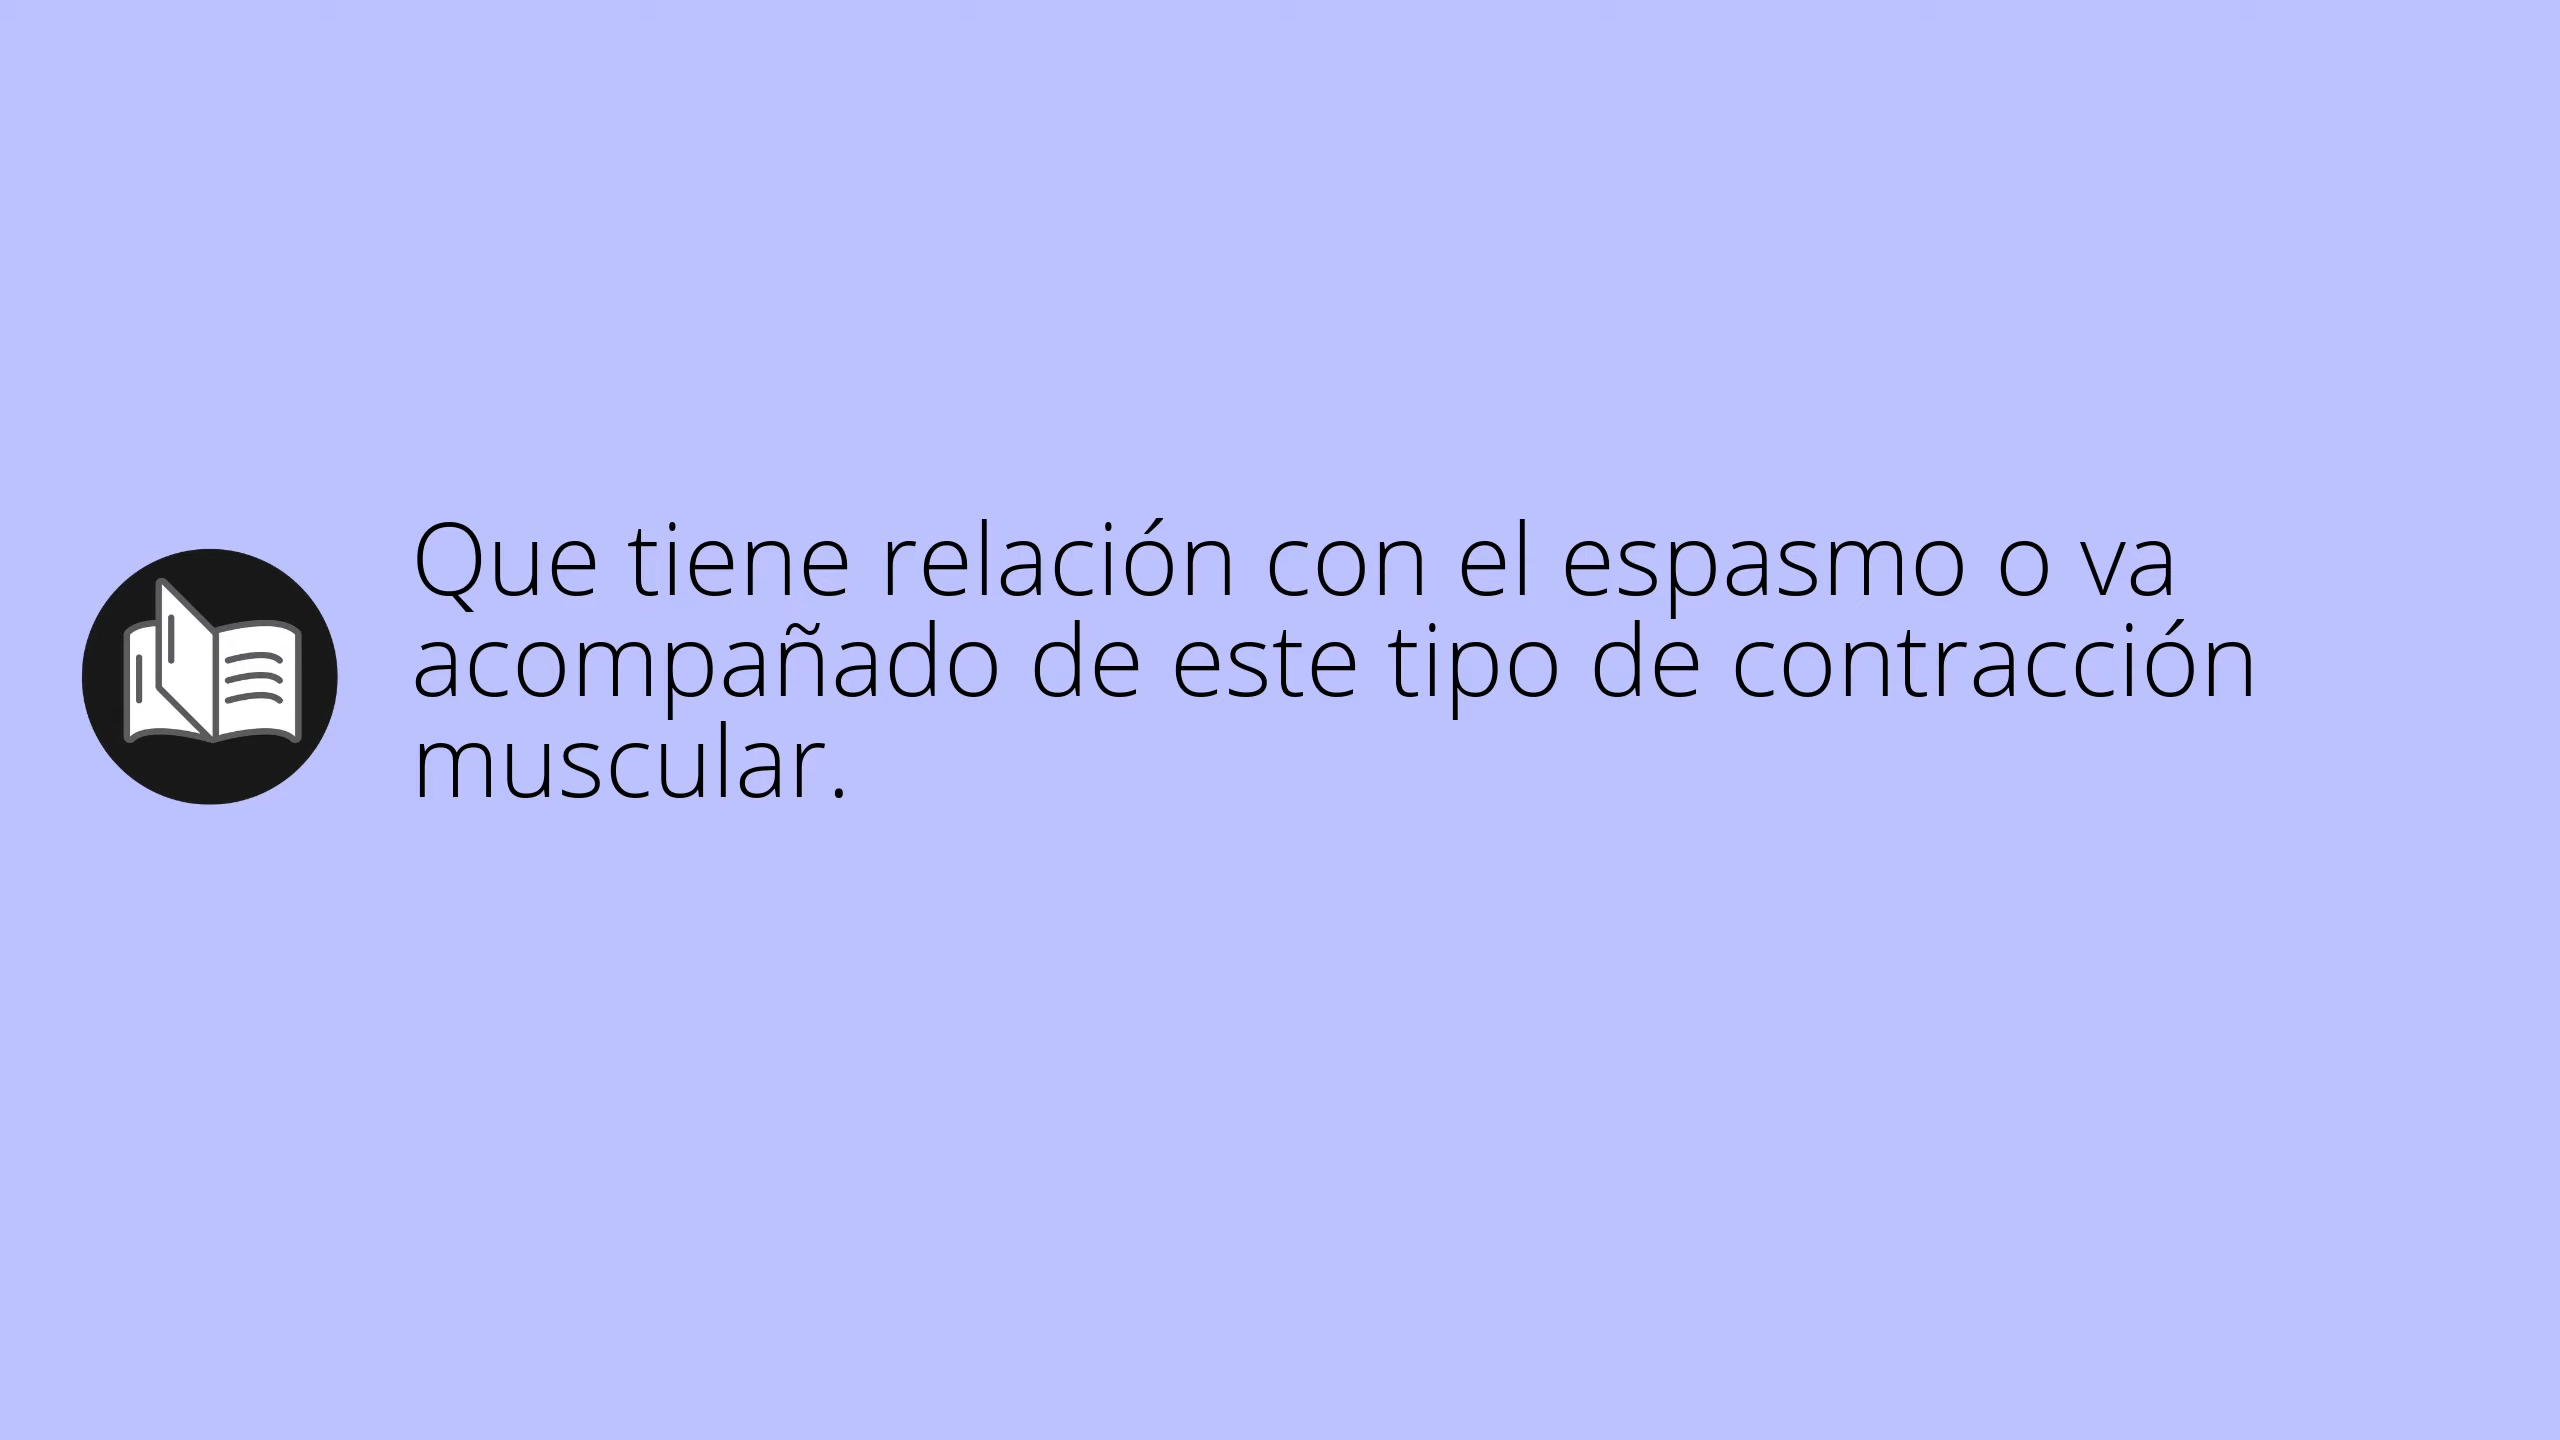 Que tiene relación con el espasmo o va
acompañado de este tipo de contracción
muscular.